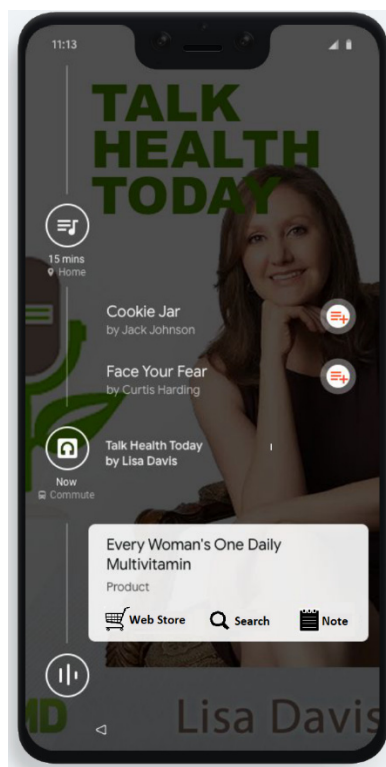 11:13
TALK
HEALTH
TODAY
15 mins
Home
Cookie Jar
by Jack Johnson
Face Your Fear
by Curtis Harding
Talk Health Today
by Lisa Davis
Now
Commute
Every Woman's One Daily
Multivitamin
Product
Web Store Search Note
MD
Lisa Davis